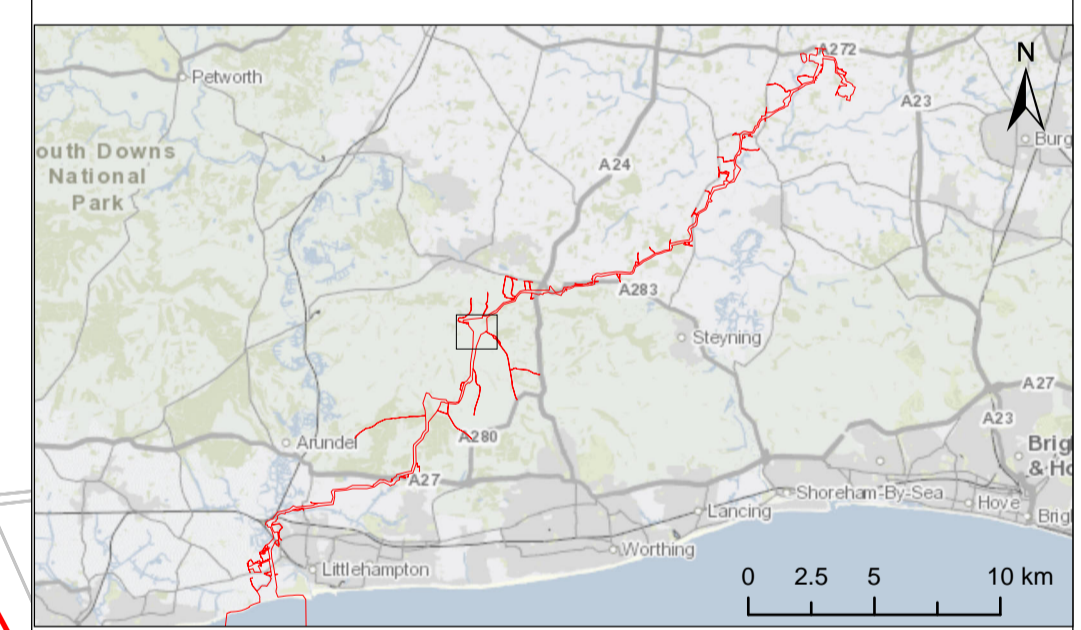 A272
N
Petworth
A23
Burg
outh Downs
National
Park
A24
A283
Steyning
A27
A23
Arundel
A280
Brig
& Ho
A27
Shoreham-By-Sea
Hove
Lancing
Brig
Worthing
Littlehampton
0 2.5 5 10 km